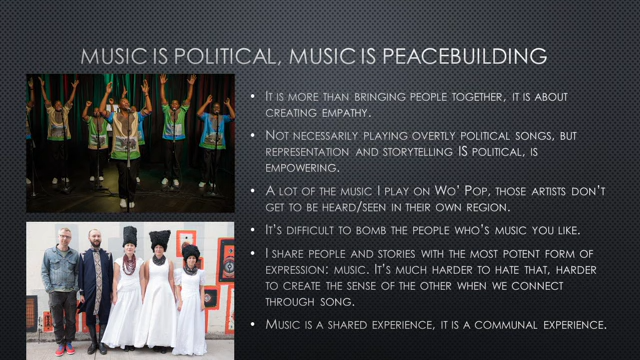 MUSIC IS POLITICAL, MUSIC IS PEACEBUILDING
• IT IS MORE THAN BRINGING PEOPLE TOGETHER, IT IS ABOUT
CREATING EMPATHY.
• NOT NECESSARILY PLAYING OVERTLY POLITICAL SONGS, BUT
REPRESENTATION AND STORYTELLING IS POLITICAL, IS
EMPOWERING.
• A LOT OF THE MUSIC I PLAY ON WO' POP, THOSE ARTISTS DON'T
GET TO BE HEARD/SEEN IN THEIR OWN REGION.
• IT'S DIFFICULT TO BOMB THE PEOPLE WHO'S MUSIC YOU LIKE.
• I SHARE PEOPLE AND STORIES WITH THE MOST POTENT FORM OF
EXPRESSION: MUSIC. IT'S MUCH HARDER TO HATE THAT, HARDER
TO CREATE THE SENSE OF THE OTHER WHEN WE CONNECT
THROUGH SONG.
• MUSIC IS A SHARED EXPERIENCE, IT IS A COMMUNAL EXPERIENCE.